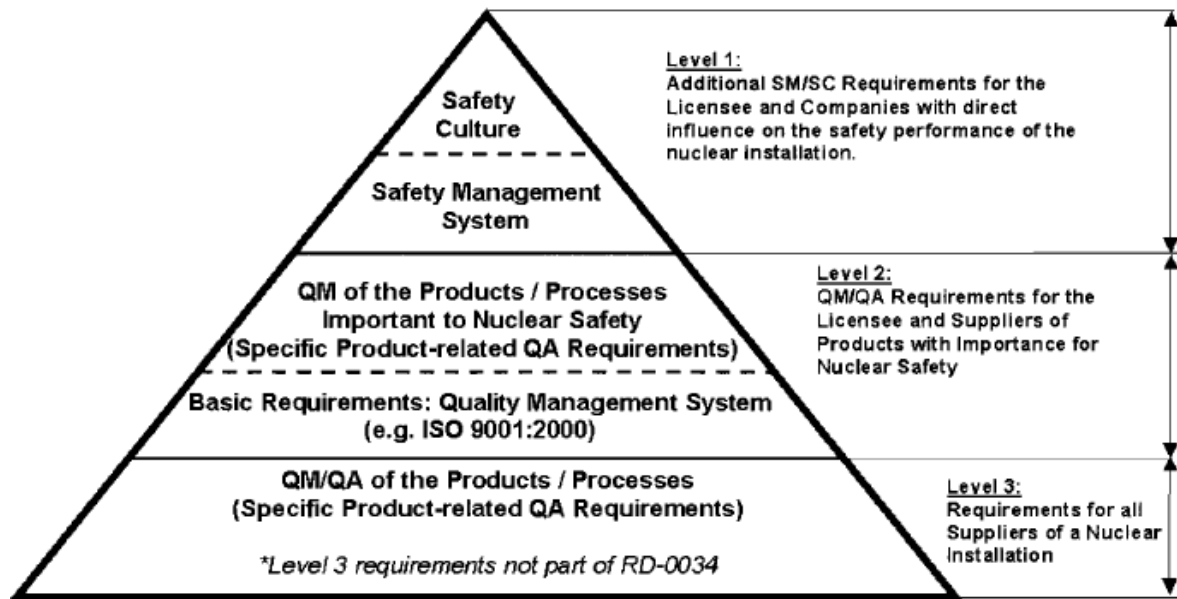 Safety
Culture
Safety Management
System
QM of the Products / Processes
Important to Nuclear Safety
(Specific Product-related QA Requirements)
Basic Requirements: Quality Management System
(e.g. ISO 9001:2000)
QM/QA of the Products / Processes
(Specific Product-related QA Requirements)
*Level 3 requirements not part of RD-0034
Level 1:
Additional SM/SC Requirements for the
Licensee and Companies with direct
influence on the safety performance of the
nuclear installation.
Level 2:
QM/QA Requirements for the
Licensee and Suppliers of
Products with Importance for
Nuclear Safety
Level 3:
Requirements for all
Suppliers of a Nuclear
Installation